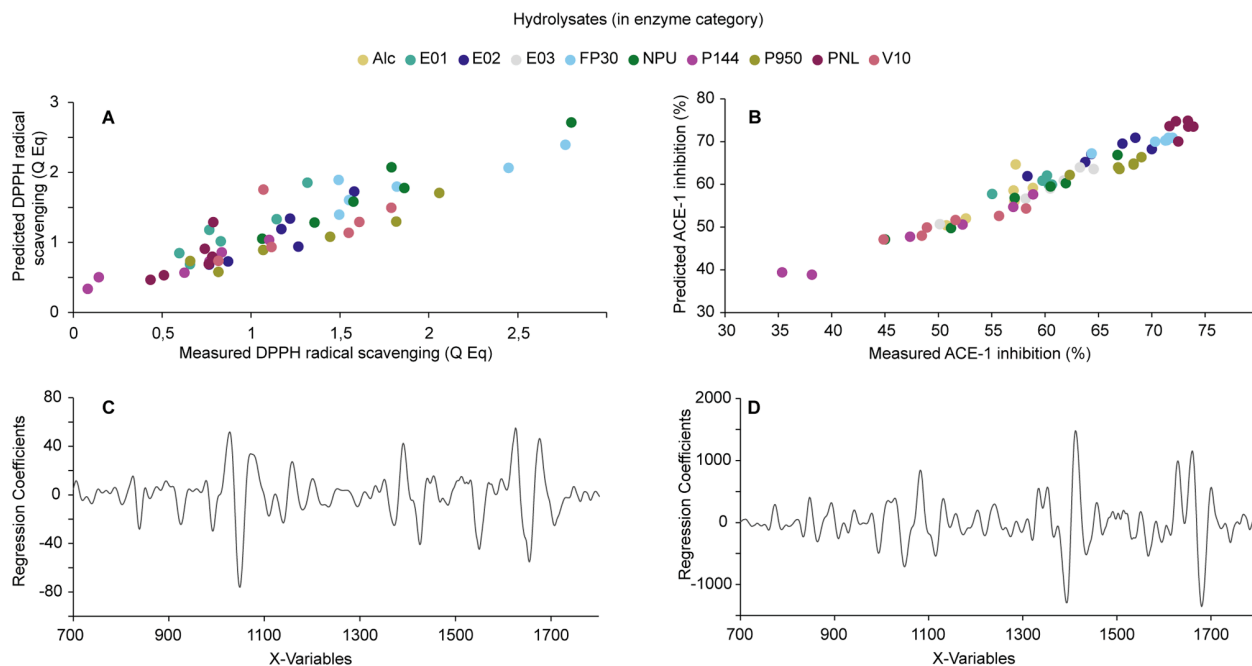 Hydrolysates (in enzyme category)
Alc E01 E02 E03 FP30 NPU P144 P950 PNL V10
A
Predicted DPPH radical
scavenging (Q Eq)
3
2
1
0
0 0,5 1 1,5 2 2,5 3
Measured DPPH radical scavenging (Q Eq)
B
Predicted ACE-1 inhibition (%)
80
70
60
50
40
30
30 35 40 45 50 55 60 65 70 75
Measured ACE-1 inhibition (%)
C
Regression Coefficients
80
40
0
-40
-80
700 900 1100 1300 1500 1700
X-Variables
D
Regression Coefficients
2000
1000
0
-1000
700 900 1100 1300 1500 1700
X-Variables